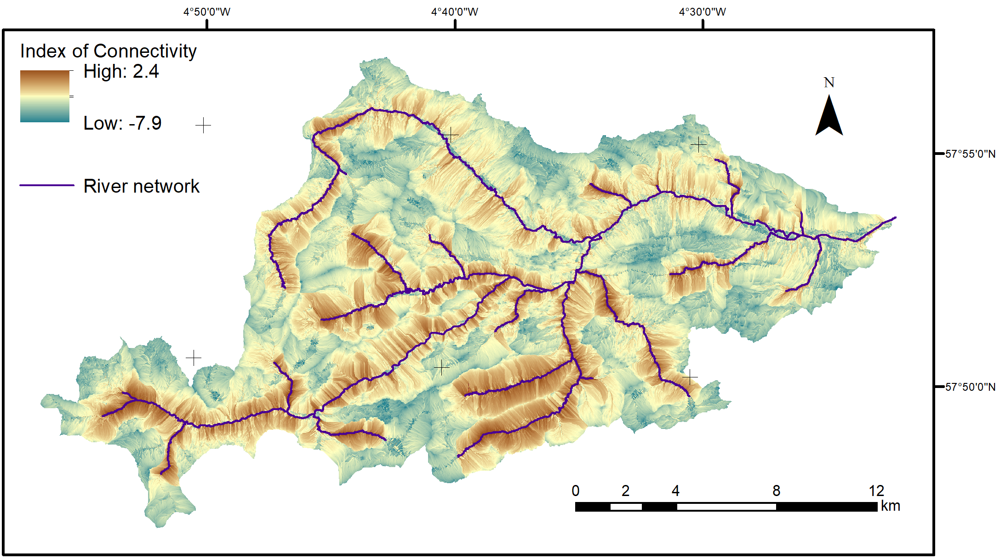 4°50'0"W 4°40'0"W 4°30'0"W
Index of Connectivity
High: 2.4
N
Low: -7.9
57°55'0"N
River network
57°50'0"N
0 2 4 8 12
km